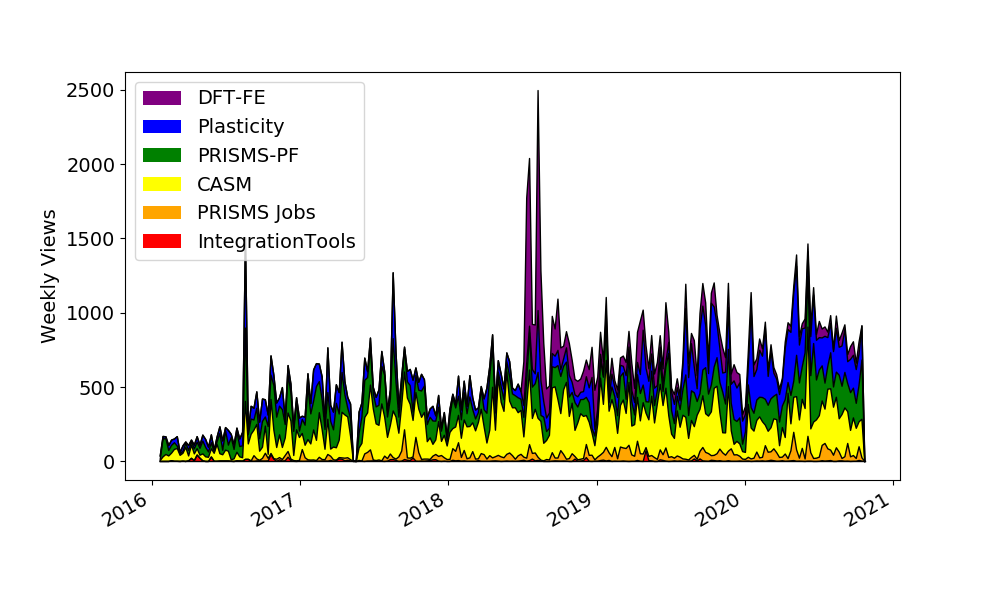 2500
2000
1500
1000
500
0
Weekly Views
DFT-FE
Plasticity
PRISMS-PF
CASM
PRISMS Jobs
IntegrationTools
2016
2017
2018
2019
2020
2021